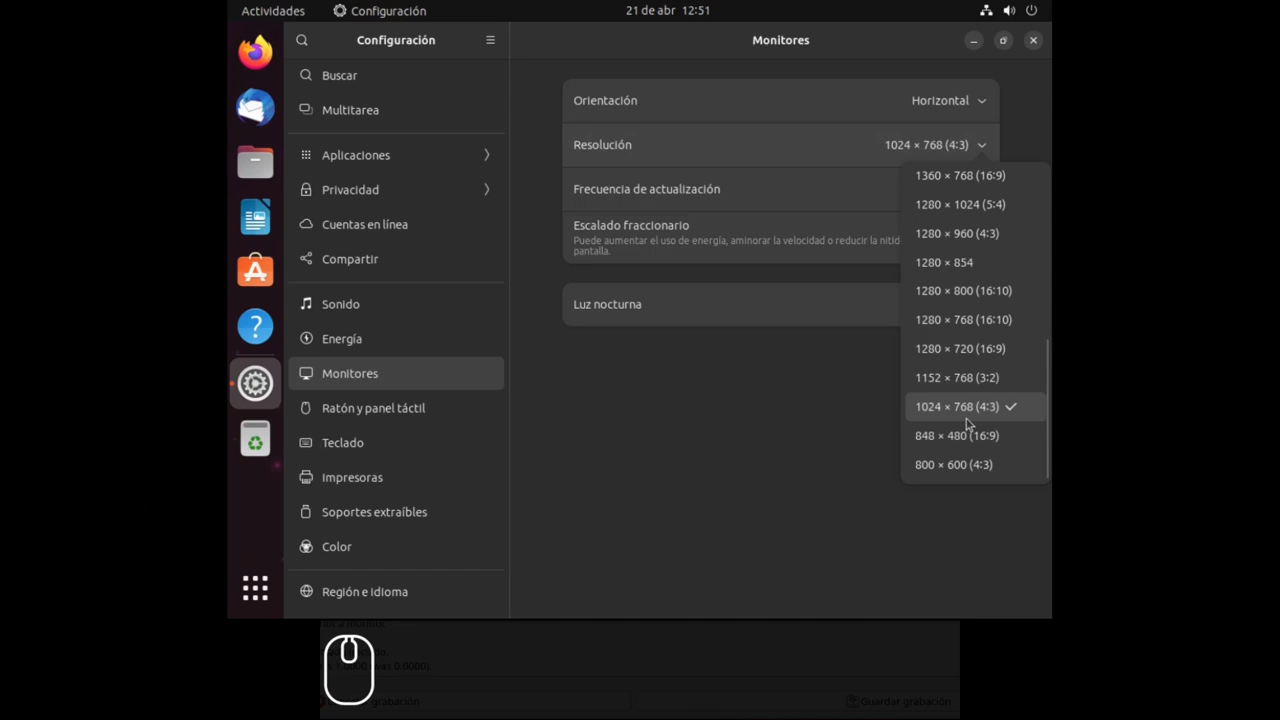 Actividades
Configuración
21 de abr 12:51
Configuración
Monitores
Buscar
Multitarea
Aplicaciones
Privacidad
Cuentas en línea
Compartir
Sonido
Energía
Monitores
Ratón y panel táctil
Teclado
Impresoras
Soportes extraíbles
Color
Región e idioma
Orientación
Horizontal
Resolución
1024 × 768 (4:3)
Frecuencia de actualización
Escalado fraccionario
Puede aumentar el uso de energía, aminorar la velocidad o reducir la nitid
pantalla.
Luz nocturna
1360 × 768 (16:9)
1280 × 1024 (5:4)
1280 × 960 (4:3)
1280 × 854
1280 × 800 (16:10)
1280 × 768 (16:10)
1280 × 720 (16:9)
1152 × 768 (3:2)
1024 × 768 (4:3)
848 × 480 (16:9)
800 × 600 (4:3)
grabación
Guardar grabación